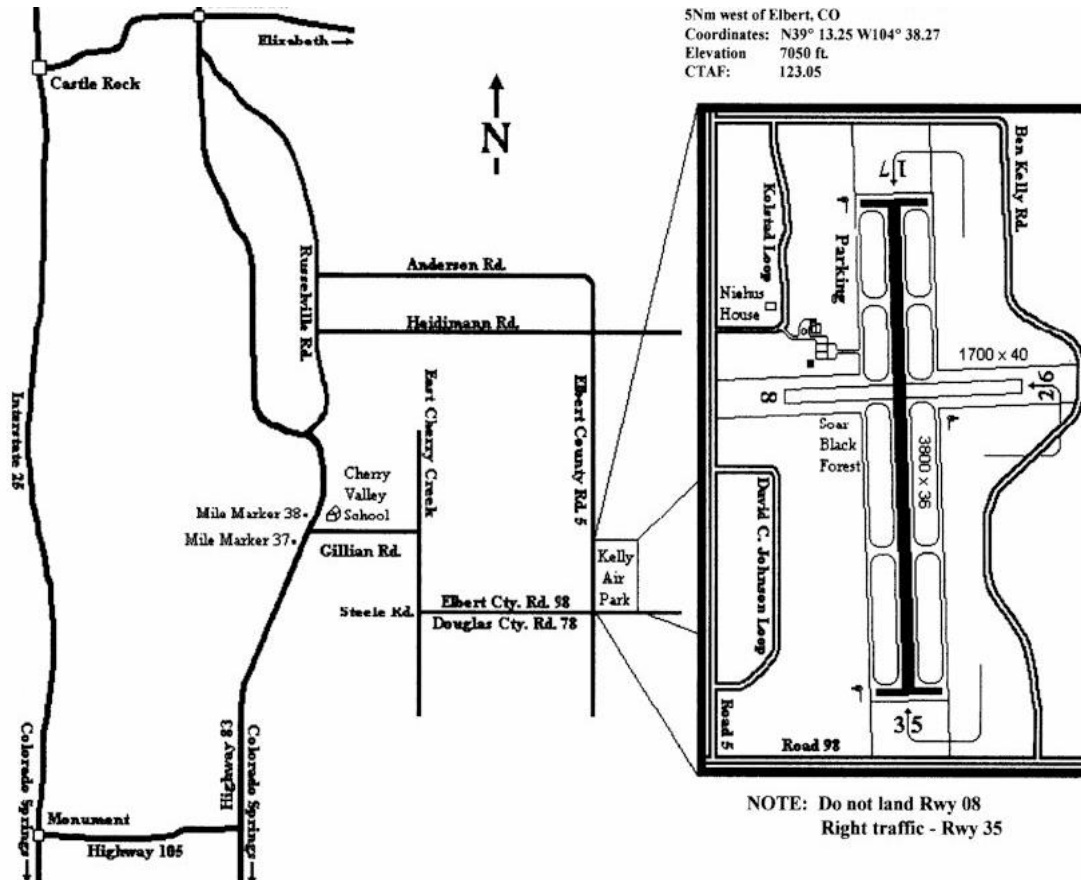 5Nm west of Elbert, CO
Coordinates: N39° 13.25 W104° 38.27
Elevation 7050 ft.
CTAF: 123.05
Elizabeth
Castle Rock
N
Russelville Rd.
Anderson Rd.
Heidimann Rd.
Interstate 25
East Cherry Creek
Elbert County Rd. 5
Cherry
Valley
School
Mile Marker 38
Mile Marker 37
Gillian Rd.
Kelly
Air
Park
Steele Rd.
Elbert Cty. Rd. 98
Douglas Cty. Rd. 78
Highway 83
Colorado Springs
Colorado Springs
Monument
Highway 105
17
Ben Kelly Rd.
Kolstad Loop
Parking
Niehus
House
1700 x 40
26
8
Soar
Black
Forest
3800 x 36
David C. Johnson Loop
Road 5
35
Road 98
NOTE: Do not land Rwy 08
Right traffic - Rwy 35